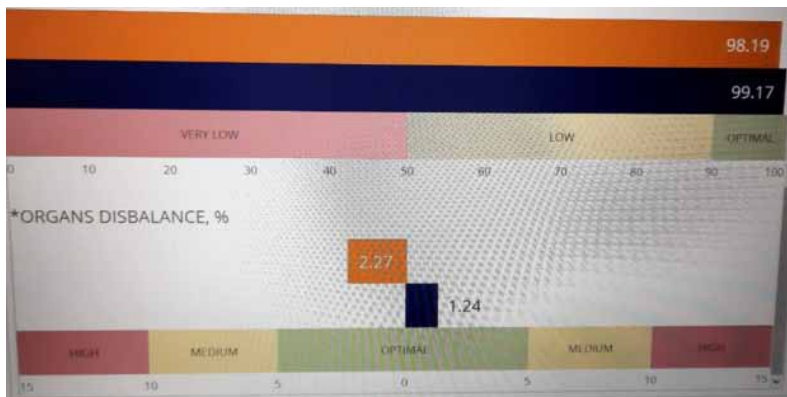 98.19
99.17
VERY LOW LOW OPTIMAL
0 10 20 30 40 50 60 70 80 90 100
*ORGANS DISBALANCE, %
2.27
1.24
HIGH MEDIUM OPTIMAL MEDIUM HIGH
15 10 5 0 5 10 15